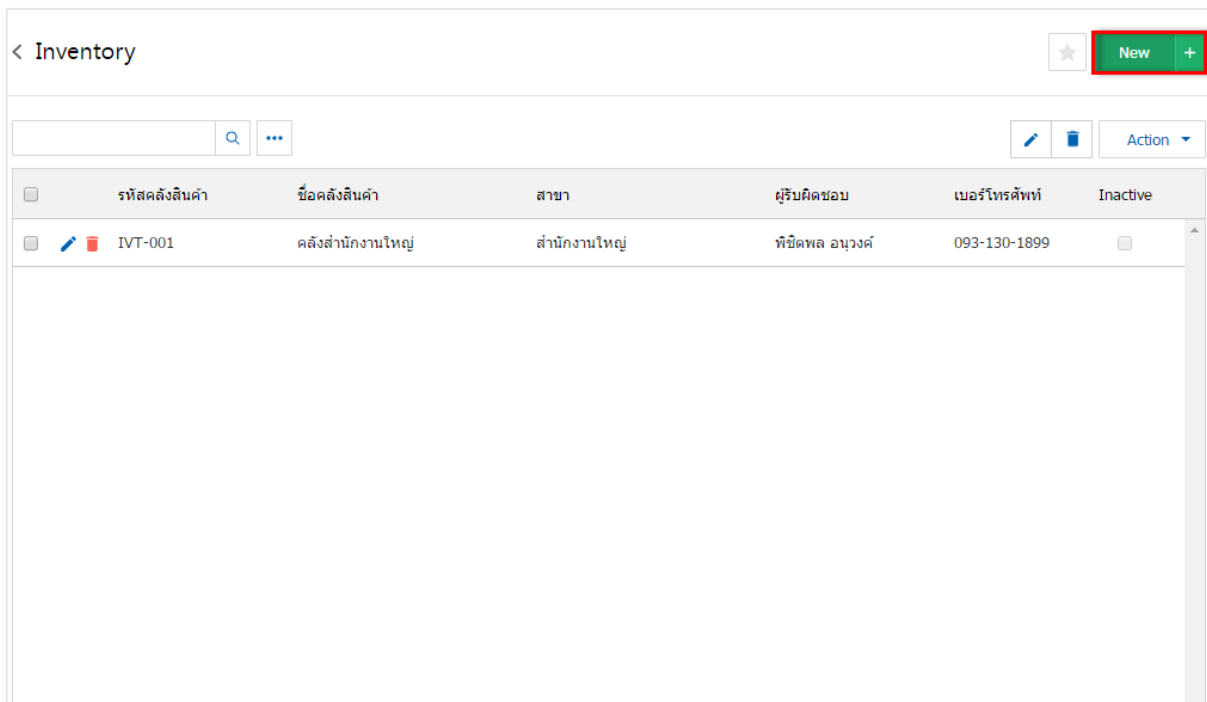 < Inventory
New +
••• Action
รหัสคลังสินค้า ชื่อคลังสินค้า สาขา ผู้รับผิดชอบ เบอร์โทรศัพท์ Inactive
IVT-001 คลังสำนักงานใหญ่ สำนักงานใหญ่ พิชิตพล อนุวงค์ 093-130-1899